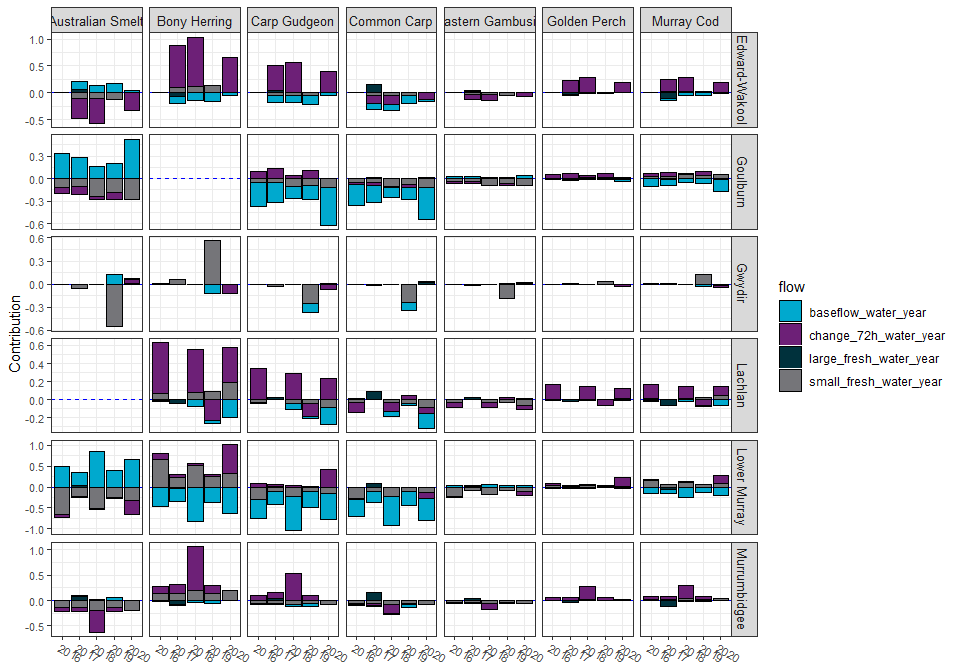 Australian Smelt Bony Herring Carp Gudgeon Common Carp astern Gambusi Golden Perch Murray Cod
1.0
0.5
0.0
-0.5
Edward-Wakool
0.3
0.0
-0.3
-0.6
Goulburn
0.6
0.3
0.0
-0.3
-0.6
Gwydir
0.6
0.4
0.2
0.0
-0.2
Lachlan
1.0
0.5
0.0
-0.5
-1.0
Lower Murray
1.0
0.5
0.0
-0.5
Murrumbidgee
Contribution
flow
baseflow_water_year
change_72h_water_year
large_fresh_water_year
small_fresh_water_year